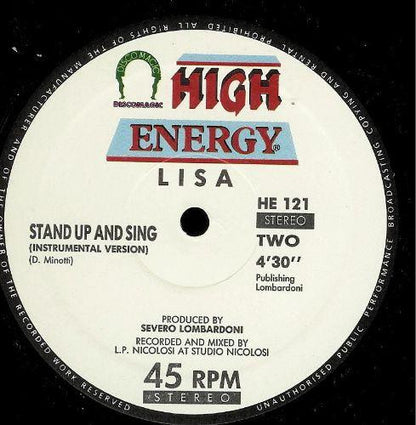 ALL RIGHTS OF THE MANUFACTURER AND OF THE OWNER OF THE RECORDED WORK RESERVED
UNAUTHORISED PUBLIC PERFORMANCE BROADCASTING COPYING AND RENTAL PROHIBITED
DISCOMAGIC
DISCOMAGIC
HIGH
ENERGY®
LISA
HE 121
STEREO
STAND UP AND SING
(INSTRUMENTAL VERSION)
(D. Minotti)
TWO
4'30''
Publishing
Lombardoni
PRODUCED BY
SEVERO LOMBARDONI
RECORDED AND MIXED BY
L.P. NICOLOSI AT STUDIO NICOLOSI
45 RPM
STEREO